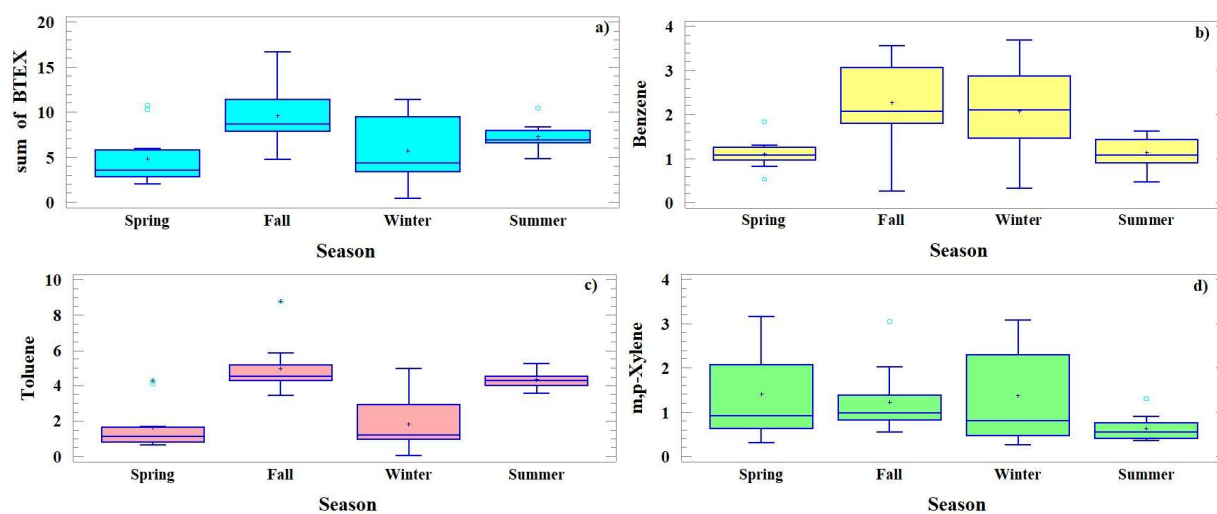 a)
sum of BTEX
20
15
10
5
0
Spring Fall Winter Summer
Season
b)
Benzene
4
3
2
1
0
Spring Fall Winter Summer
Season
c)
Toluene
10
8
6
4
2
0
Spring Fall Winter Summer
Season
d)
m,p-Xylene
4
3
2
1
0
Spring Fall Winter Summer
Season